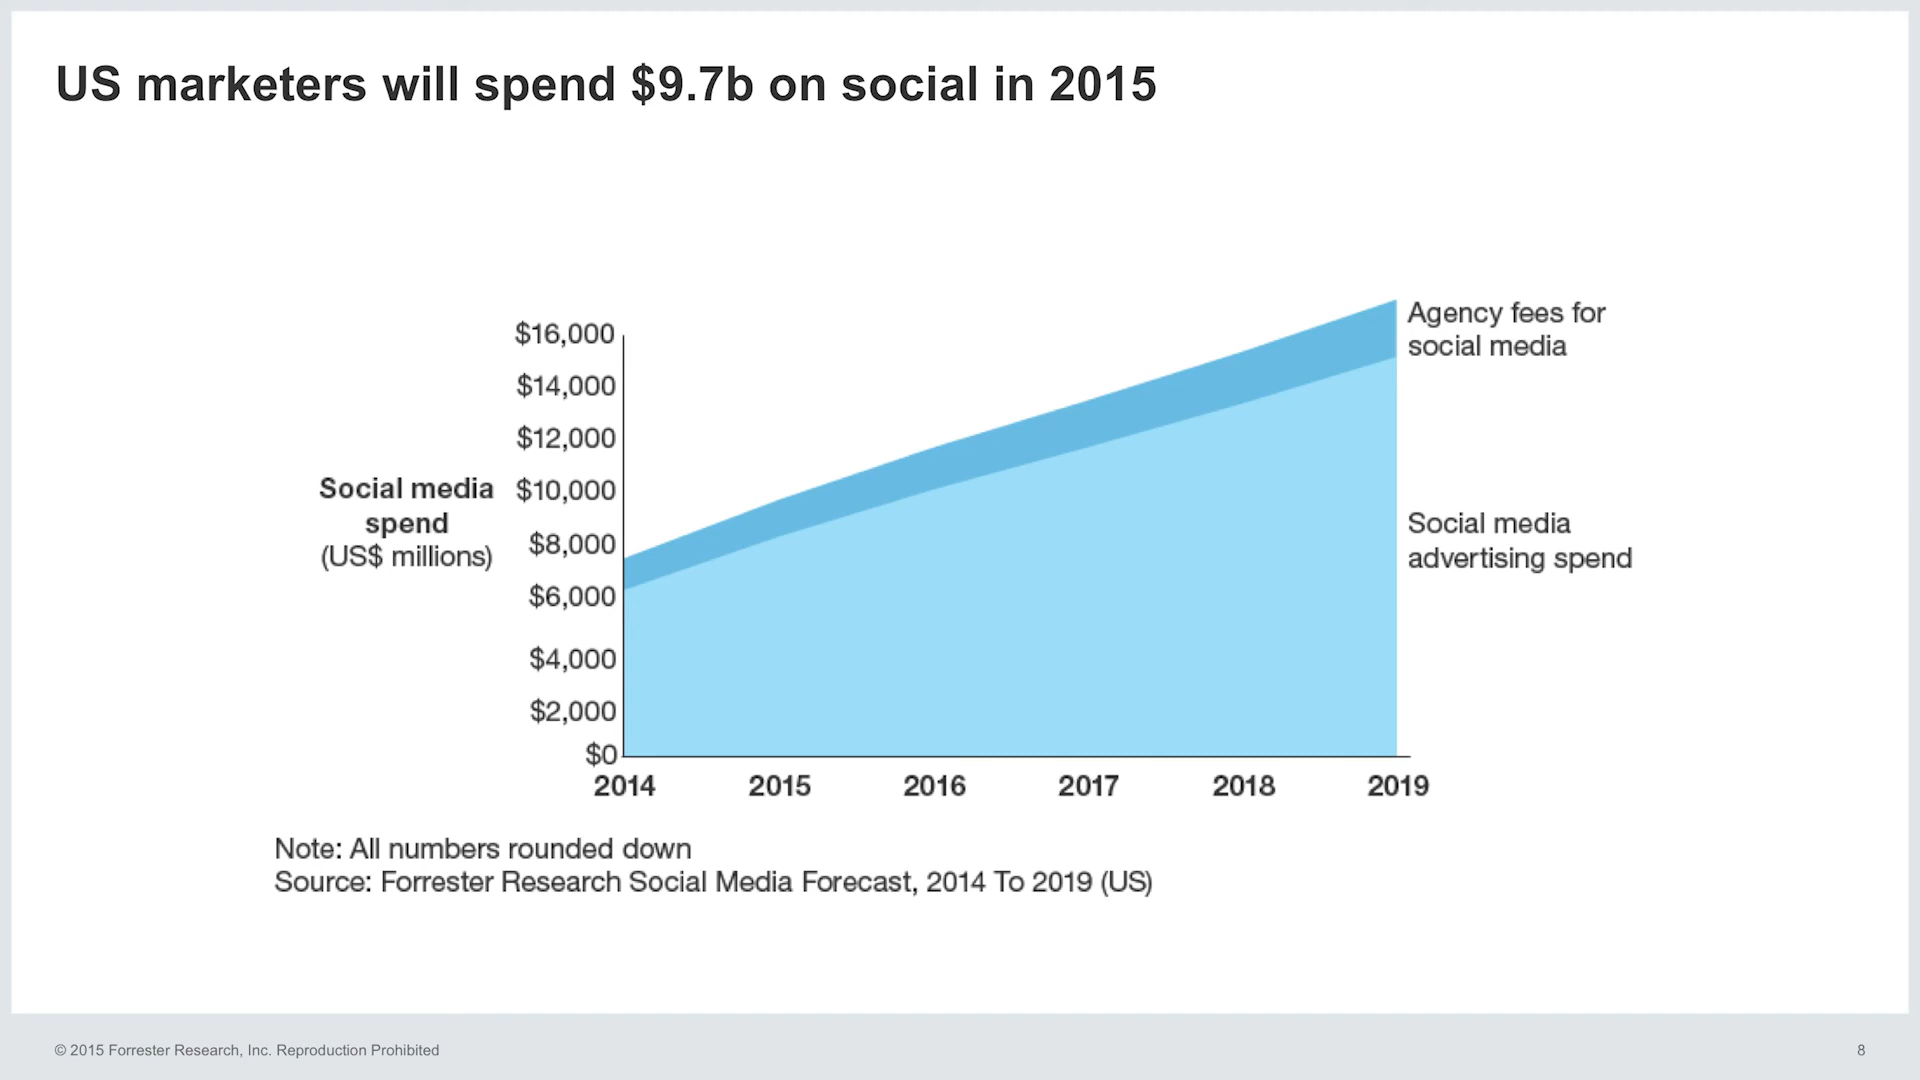 US marketers will spend $9.7b on social in 2015
Agency fees for
social media
$16,000
$14,000
$12,000
$10,000
$8,000
$6,000
$4,000
$2,000
$0
Social media
spend
(US$ millions)
Social media
advertising spend
2014 2015 2016 2017 2018 2019
Note: All numbers rounded down
Source: Forrester Research Social Media Forecast, 2014 To 2019 (US)
© 2015 Forrester Research, Inc. Reproduction Prohibited
8